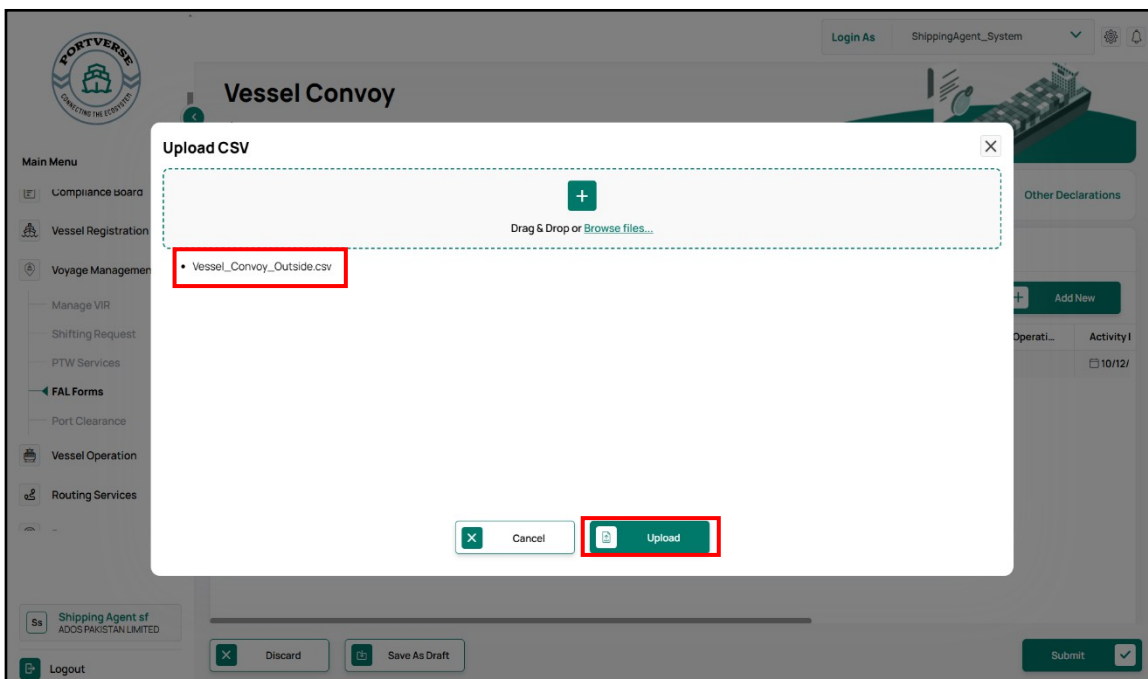 PORTVERSE
CONNECTING THE ECOSYSTEM
Login As
ShippingAgent_System
Vessel Convoy
Upload CSV
Main Menu
Compliance Board
Other Declarations
Drag & Drop or Browse files...
Vessel Registration
Voyage Managemen
• Vessel_Convoy_Outside.csv
Manage VIR
Add New
Shifting Request
Operati...
Activity I
PTW Services
10/12/
FAL Forms
Port Clearance
Vessel Operation
Routing Services
Cancel
Upload
Ss
Shipping Agent sf
ADOS PAKISTAN LIMITED
Logout
Discard
Save As Draft
Submit